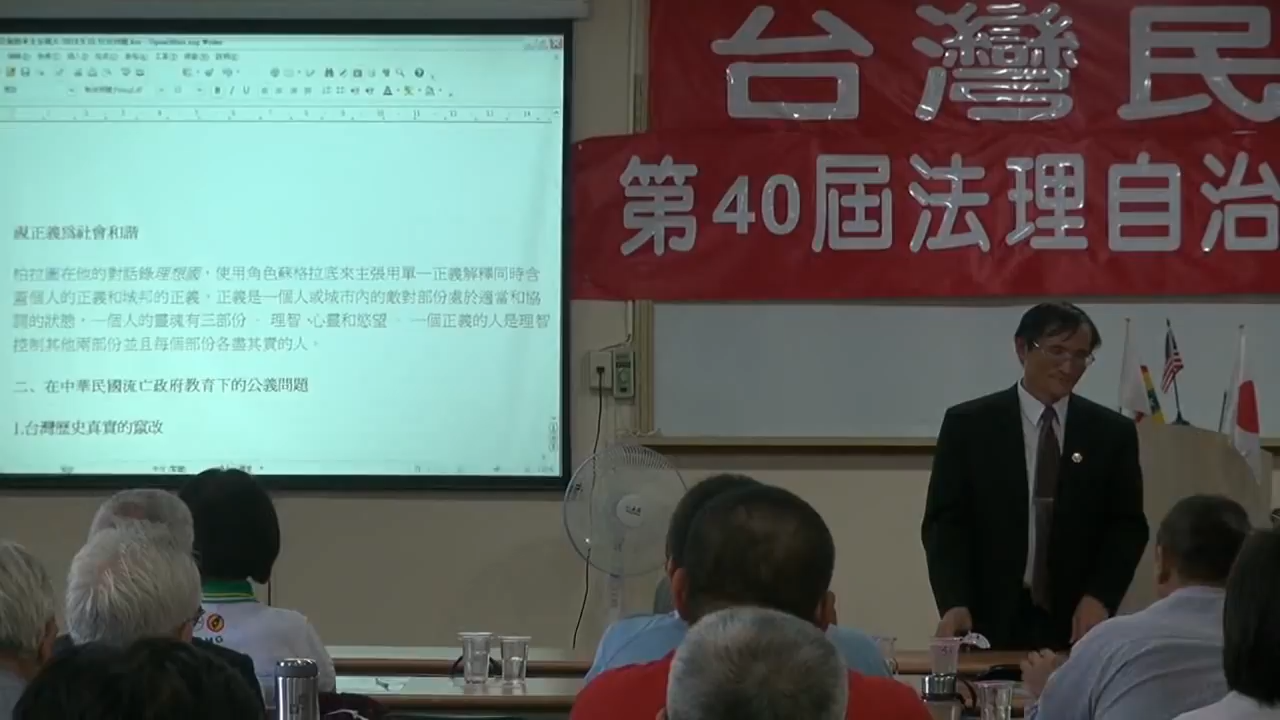 視正義為社會和諧
柏拉圖在他的對話錄理想國，使用角色蘇格拉底來主張用單一正義解釋同時含
蓋個人的正義和城邦的正義。正義是一個人或城市內的敵對部份處於適當和協
調的狀態。一個人的靈魂有三部份 - 理智、心靈和慾望 - 一個正義的人是理智
控制其他兩部份並且每個部份各盡其實的人。
二、在中華民國流亡政府教育下的公義問題
1.台灣歷史真實的竄改
台灣民
第40屆法理自治